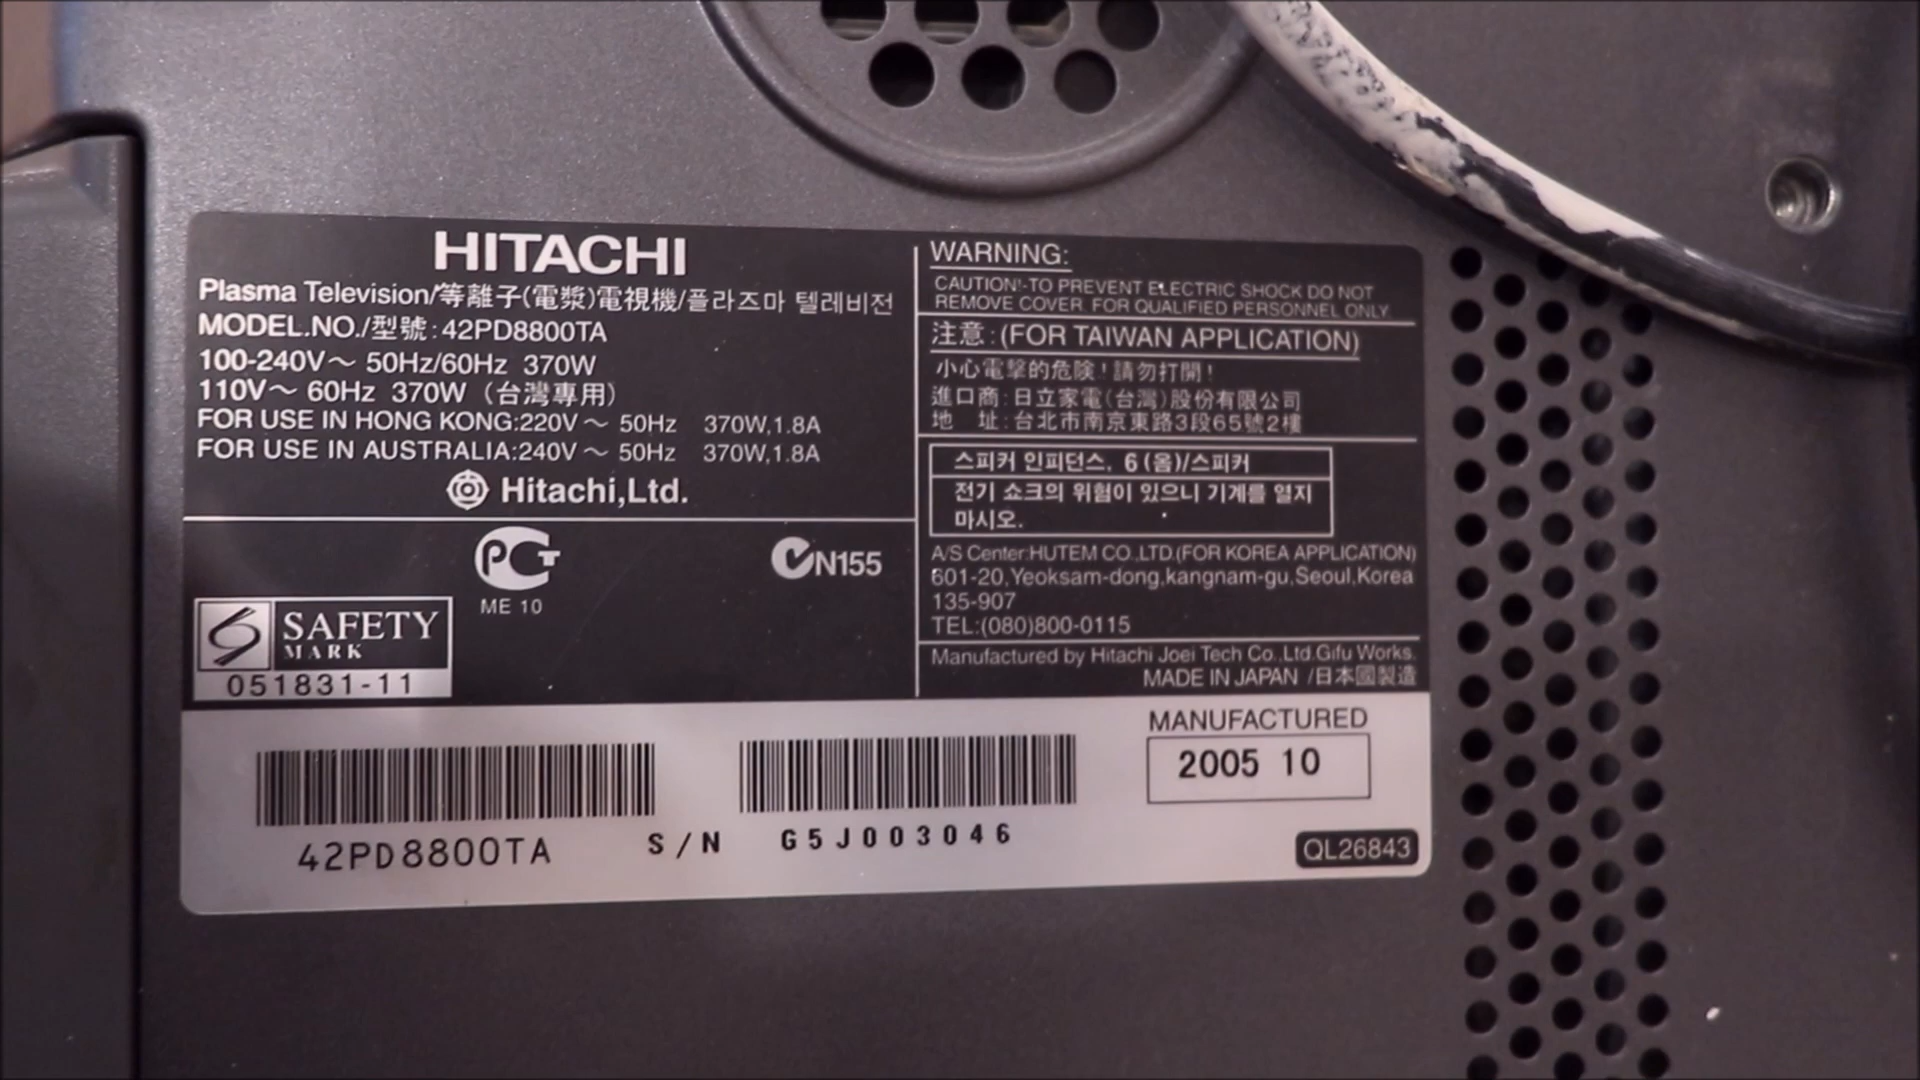 HITACHI
Plasma Television/等離子(電漿)電視機/플라즈마 텔레비전
MODEL.NO./型號:42PD8800TA
100-240V～ 50Hz/60Hz 370W
110V～ 60Hz 370W (台灣專用)
FOR USE IN HONG KONG:220V～ 50Hz 370W,1.8A
FOR USE IN AUSTRALIA:240V～ 50Hz 370W,1.8A
Hitachi,Ltd.
PCT
ME 10
N155
SAFETY
MARK
051831-11
WARNING:
CAUTION!-TO PREVENT ELECTRIC SHOCK DO NOT
REMOVE COVER. FOR QUALIFIED PERSONNEL ONLY.
注意:(FOR TAIWAN APPLICATION)
小心電擊的危険!請勿打開!
進口商:日立家電(台灣)股份有限公司
地 址:台北市南京東路3段65號2樓
스피커 인피던스. 6(옴)/스피커
전기 쇼크의 위험이 있으니 기계를 열지
마시오.
A/S Center:HUTEM CO.,LTD.(FOR KOREA APPLICATION)
601-20,Yeoksam-dong,kangnam-gu,Seoul,Korea
135-907
TEL:(080)800-0115
Manufactured by Hitachi Joei Tech Co.,Ltd.Gifu Works.
MADE IN JAPAN /日本國製造
MANUFACTURED
2005 10
42PD8800TA
S/N G5J003046
QL26843